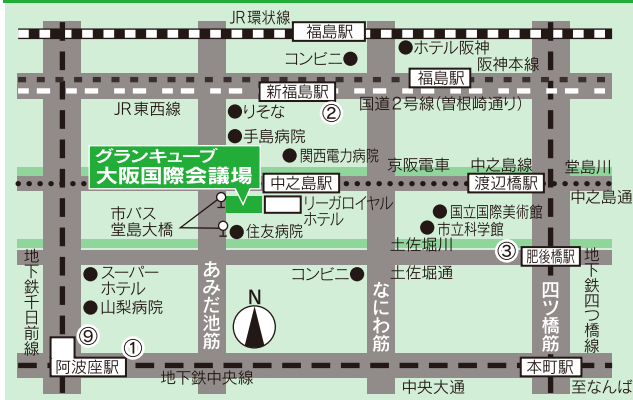 JR環状線
福島駅
コンビニ
ホテル阪神
阪神本線
福島駅
新福島駅
②
JR東西線
国道2号線(曽根崎通り)
りそな
手島病院
関西電力病院
グランキューブ
大阪国際会議場
京阪電車
中之島線
堂島川
中之島駅
渡辺橋駅
中之島通
市バス
堂島大橋
リーガロイヤル
ホテル
国立国際美術館
市立科学館
住友病院
土佐堀川
③
肥後橋駅
地下鉄千日前線
スーパー
ホテル
山梨病院
あみだ池筋
N
コンビニ
土佐堀通
なにわ筋
四ツ橋筋
地下鉄四つ橋線
⑨
①
阿波座駅
地下鉄中央線
本町駅
中央大通
至なんば